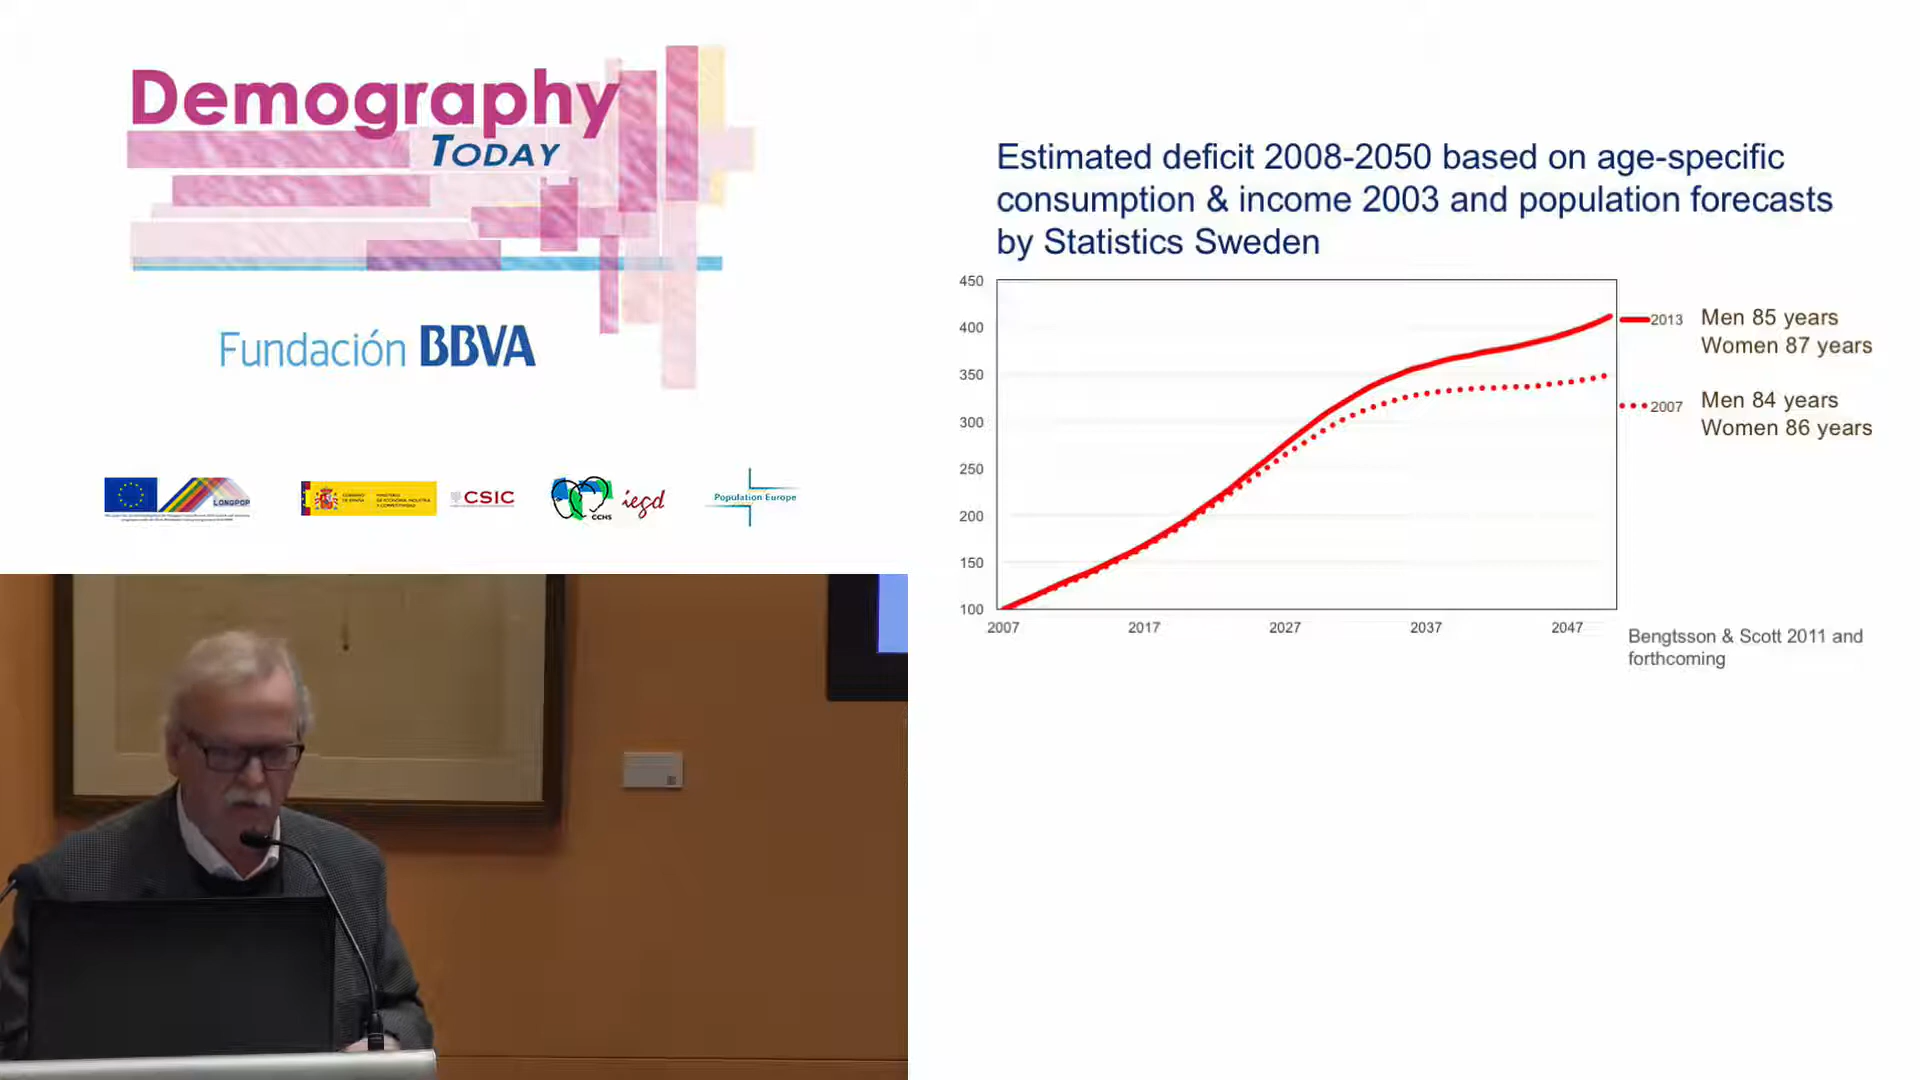 Demography
TODAY
Fundación BBVA
LONGPOP
CSIC
CCHS
iegd
Population Europe
Estimated deficit 2008-2050 based on age-specific
consumption & income 2003 and population forecasts
by Statistics Sweden
450
400
350
300
250
200
150
100
2007
2017
2027
2037
2047
2013
Men 85 years
Women 87 years
2007
Men 84 years
Women 86 years
Bengtsson & Scott 2011 and
forthcoming